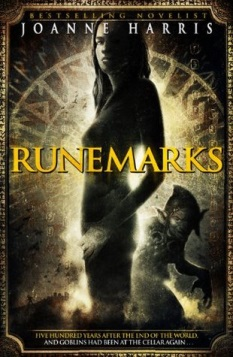 BESTSELLING NOVELIST
JOANNE HARRIS
RUNEMARKS
FIVE HUNDRED YEARS AFTER THE END OF THE WORLD,
AND GOBLINS HAD BEEN AT THE CELLAR AGAIN